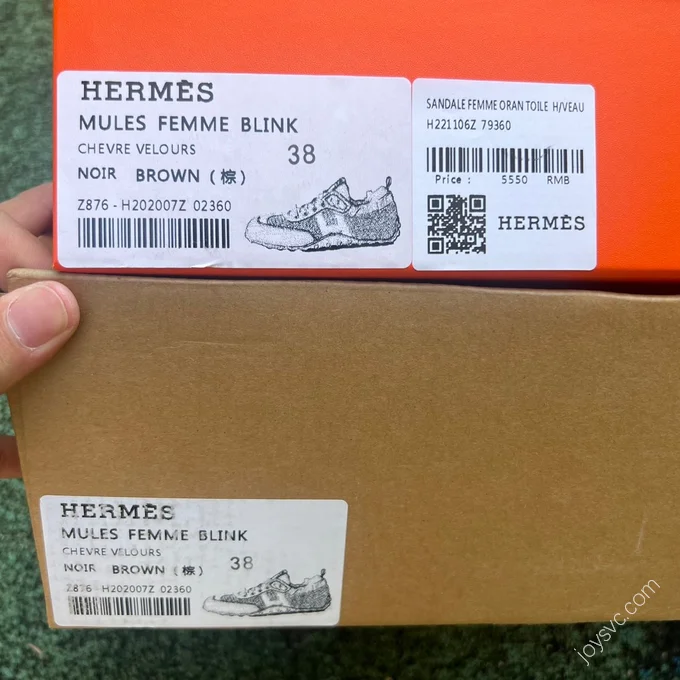 HERMÈS
MULES FEMME BLINK
CHEVRE VELOURS
38
NOIR BROWN (棕)
Z876 - H202007Z 02360
SANDALE FEMME ORAN TOILE H/VEAU
H221106Z 79360
Price : 5550 RMB
HERMÈS
HERMÈS
MULES FEMME BLINK
CHEVRE VELOURS
38
NOIR BROWN (棕)
Z876 - H202007Z 02360
joysvc.com